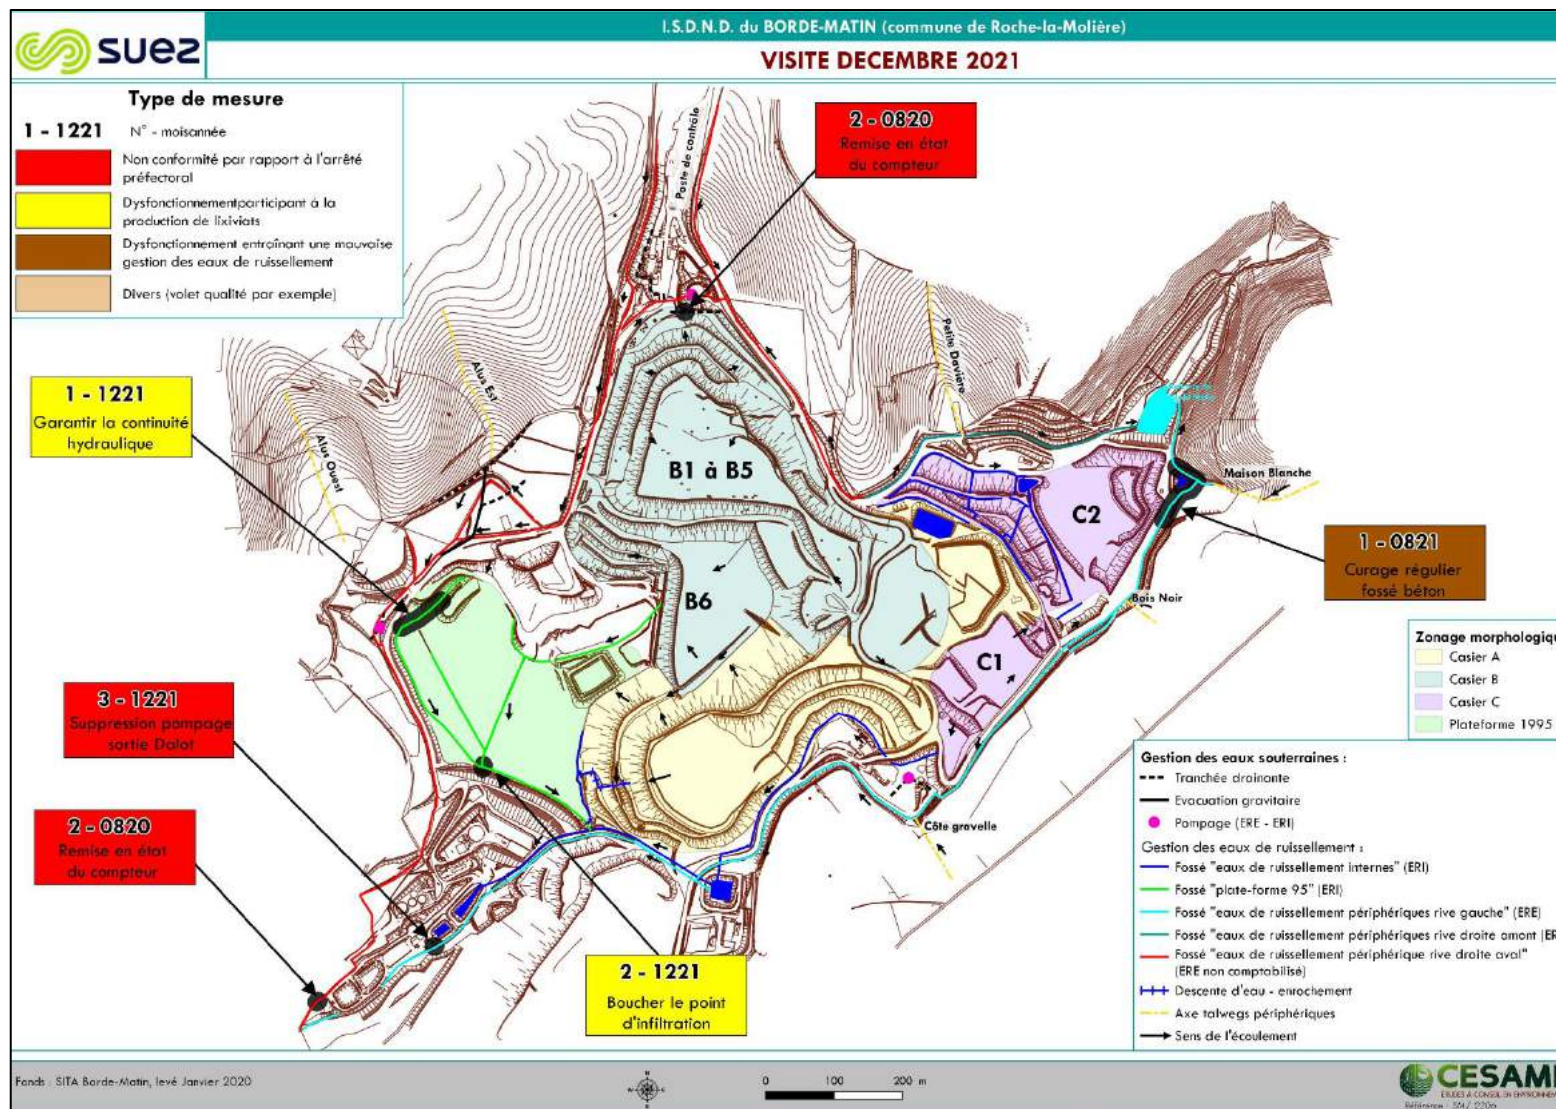 suez
I.S.D.N.D. du BORDE-MATIN (commune de Roche-la-Molière)
VISITE DECEMBRE 2021
Type de mesure
1 - 1221 N° - moisannée
Non conformité par rapport à l'arrêté
préfectoral
Dysfonctionnementparticipant à la
production de lixiviats
Dysfonctionnement entraînant une mauvaise
gestion des eaux de ruissellement
Divers (volet qualité par exemple)
2 - 0820
Remise en état
du compteur
Poste de contrôle
1 - 1221
Garantir la continuité
hydraulique
Alus Est
Alus Ouest
Petite Davière
Maison Blanche
B1 à B5
C2
1 - 0821
Curage régulier
fossé béton
B6
Bois Noir
C1
Zonage morphologiqu
Casier A
Casier B
Casier C
Plateforme 1995
3 - 1221
Suppression pompage
sortie Dalot
2 - 0820
Remise en état
du compteur
Côte gravelle
2 - 1221
Boucher le point
d'infiltration
Gestion des eaux souterraines :
Tranchée drainante
Evacuation gravitaire
Pompage (ERE - ERI)
Gestion des eaux de ruissellement :
Fossé "eaux de ruissellement internes" (ERI)
Fossé "plate-forme 95" (ERI)
Fossé "eaux de ruissellement périphériques rive gauche" (ERE)
Fossé "eaux de ruissellement périphériques rive droite amont (ER
Fossé "eaux de ruissellement périphérique rive droite aval"
(ERE non comptabilisé)
Descente d'eau - enrochement
Axe talwegs périphériques
Sens de l'écoulement
Fonds : SITA Borde-Matin, levé Janvier 2020
0 100 200 m
CESAME
ETUDES & CONSEIL EN ENVIRONNEM